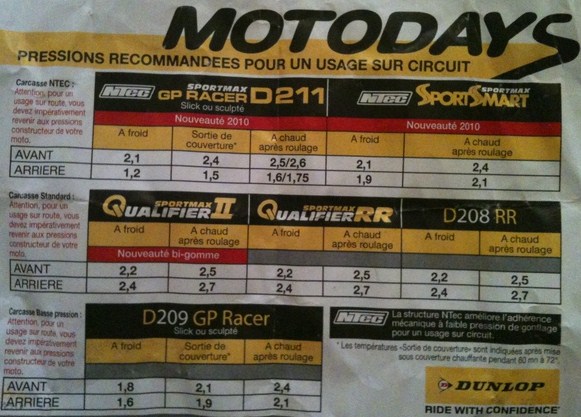 MOTODAYS
PRESSIONS RECOMMANDEES POUR UN USAGE SUR CIRCUIT
Carcasse NTEC :
Attention, pour un
usage sur route, vous
devez impérativement
revenir aux pressions
constructeur de votre
moto.
NTEC SPORTMAX GP RACER D211
Slick ou sculpté
Nouveauté 2010
A froid
Sortie de couverture*
A chaud après roulage
NTEC SPORTMAX SPORTSMART
Nouveauté 2010
A froid
A chaud après roulage
AVANT 2,1 2,4 2,5/2,6 2,1 2,4
ARRIERE 1,2 1,5 1,6/1,75 1,9 2,1
Carcasse Standard :
Attention, pour un
usage sur route, vous
devez impérativement
revenir aux pressions
constructeur de votre
moto.
SPORTMAX QUALIFIER II
A froid
A chaud après roulage
Nouveauté bi-gomme
SPORTMAX QUALIFIER RR
A froid
A chaud après roulage
D208 RR
A froid
A chaud après roulage
AVANT 2,2 2,5 2,2 2,5 2,2 2,5
ARRIERE 2,4 2,7 2,4 2,7 2,4 2,7
Carcasse Basse pression :
Attention, pour un
usage sur route, vous
devez impérativement
revenir aux pressions
constructeur de votre
moto.
D209 GP Racer
Slick ou sculpté
A froid
Sortie de couverture*
A chaud après roulage
AVANT 1,8 2,1 2,4
ARRIERE 1,6 1,9 2,1
NTEC La structure NTec améliore l'adhérence
mécanique à faible pression de gonflage
pour un usage sur circuit.
* Les températures «Sortie de couverture» sont indiquées après mise
sous couverture chauffante pendant 60 mn à 72°.
DUNLOP
RIDE WITH CONFIDENCE